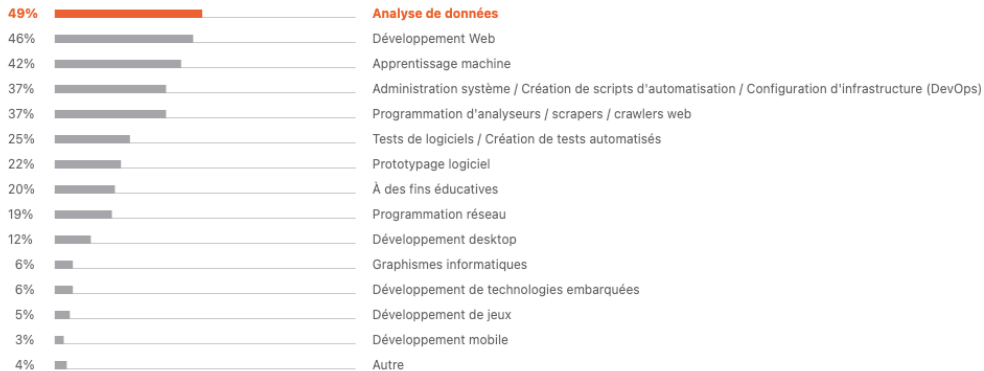 49% Analyse de données
46% Développement Web
42% Apprentissage machine
37% Administration système / Création de scripts d'automatisation / Configuration d'infrastructure (DevOps)
37% Programmation d'analyseurs / scrapers / crawlers web
25% Tests de logiciels / Création de tests automatisés
22% Prototypage logiciel
20% À des fins éducatives
19% Programmation réseau
12% Développement desktop
6% Graphismes informatiques
6% Développement de technologies embarquées
5% Développement de jeux
3% Développement mobile
4% Autre